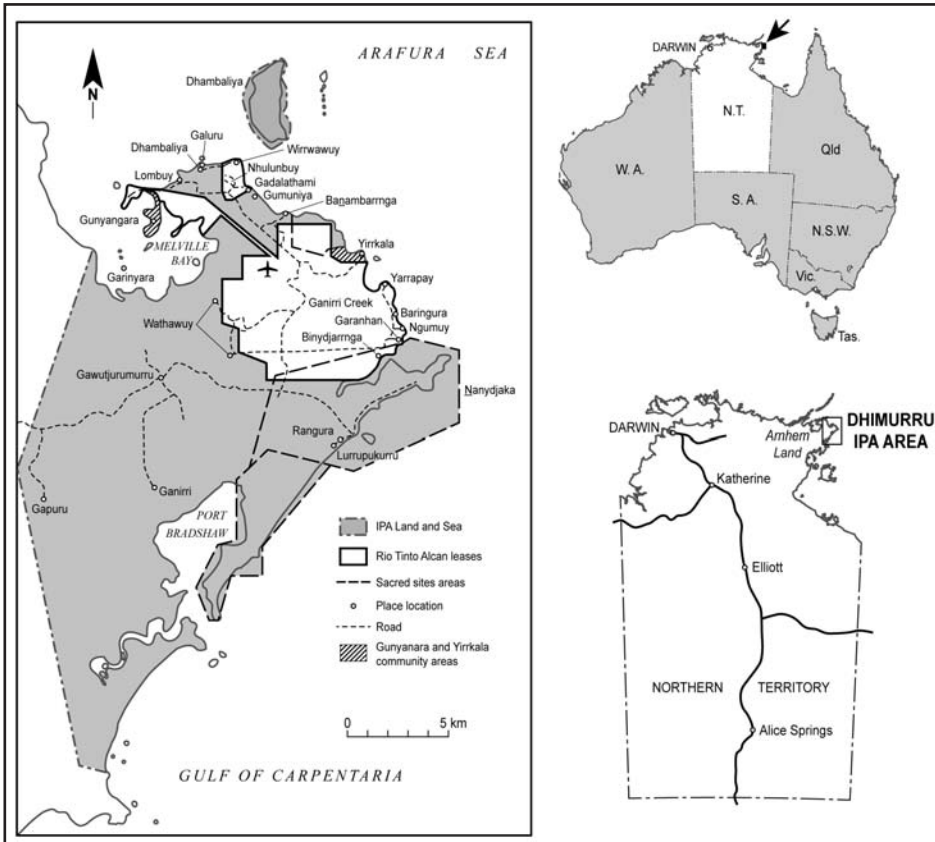 ARAFURA SEA
N
Dhambaliya
Galuru
Dhambaliya
Wirrwawuy
Lombuy
Nhulunbuy
Gadalathami
Gumuniya
Banambarrnga
Gunyangara
MELVILLE
BAY
Yirrkala
Garinyara
Yarrapay
Ganirri Creek
Baringura
Wathawuy
Garanhan
Ngumuy
Binydjarrnga
Gawutjurumurru
Nanydjaka
Rangura
Lurrupukurru
Gapuru
Ganirri
PORT
BRADSHAW
IPA Land and Sea
Rio Tinto Alcan leases
Sacred sites areas
Place location
Road
Gunyanara and Yirrkala
community areas
0 5 km
GULF OF CARPENTARIA
DARWIN
N.T.
W. A.
Qld
S. A.
N.S.W.
Vic.
Tas.
DARWIN
Arnhem
Land
DHIMURRU
IPA AREA
Katherine
Elliott
NORTHERN TERRITORY
Alice Springs